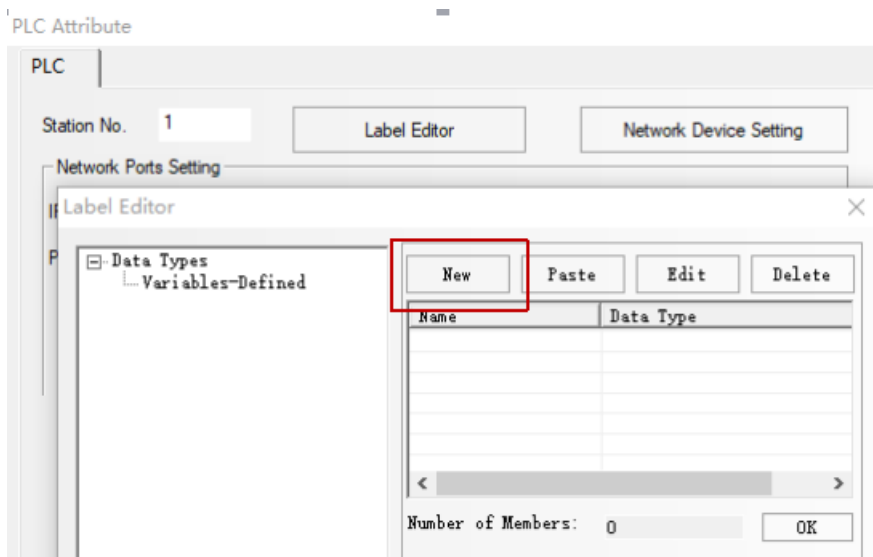 PLC Attribute
PLC
Station No. 1 Label Editor Network Device Setting
Network Ports Setting
Label Editor
Data Types
Variables-Defined
New Paste Edit Delete
Name Data Type
Number of Members: 0 OK